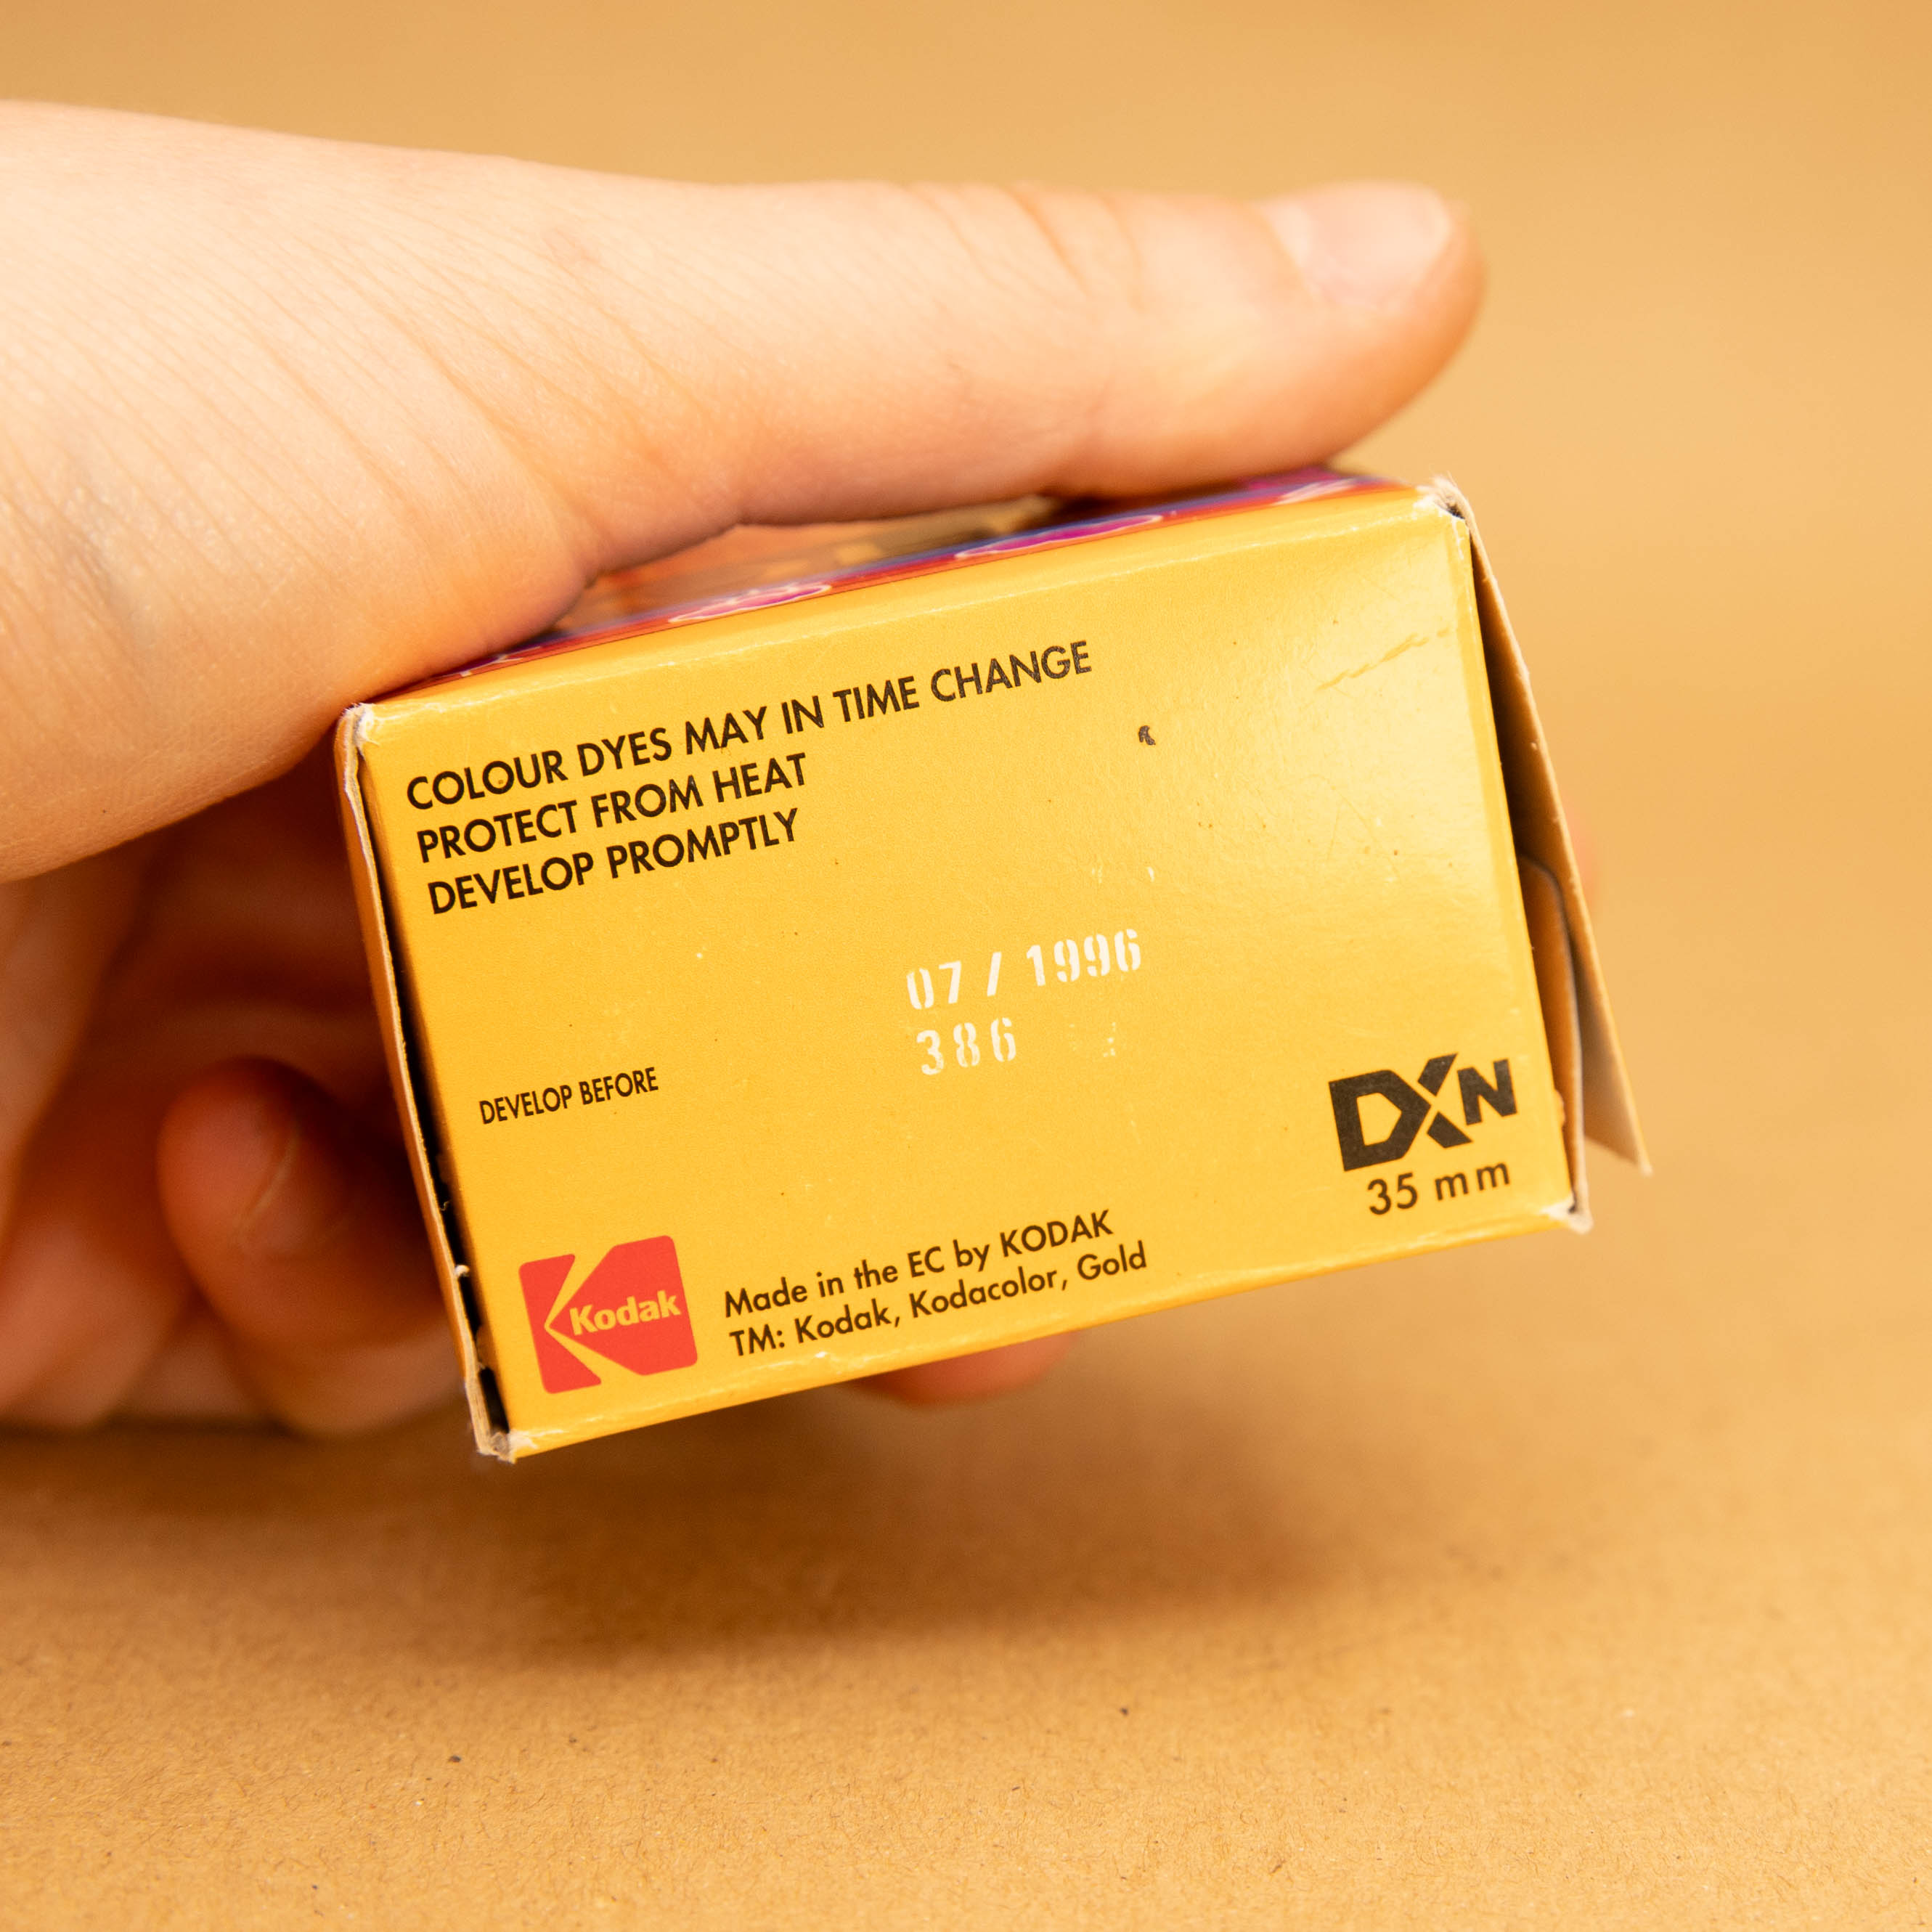 COLOUR DYES MAY IN TIME CHANGE
PROTECT FROM HEAT
DEVELOP PROMPTLY
07 / 1996
386
DEVELOP BEFORE
DXN
35 mm
Kodak
Made in the EC by KODAK
TM: Kodak, Kodacolor, Gold